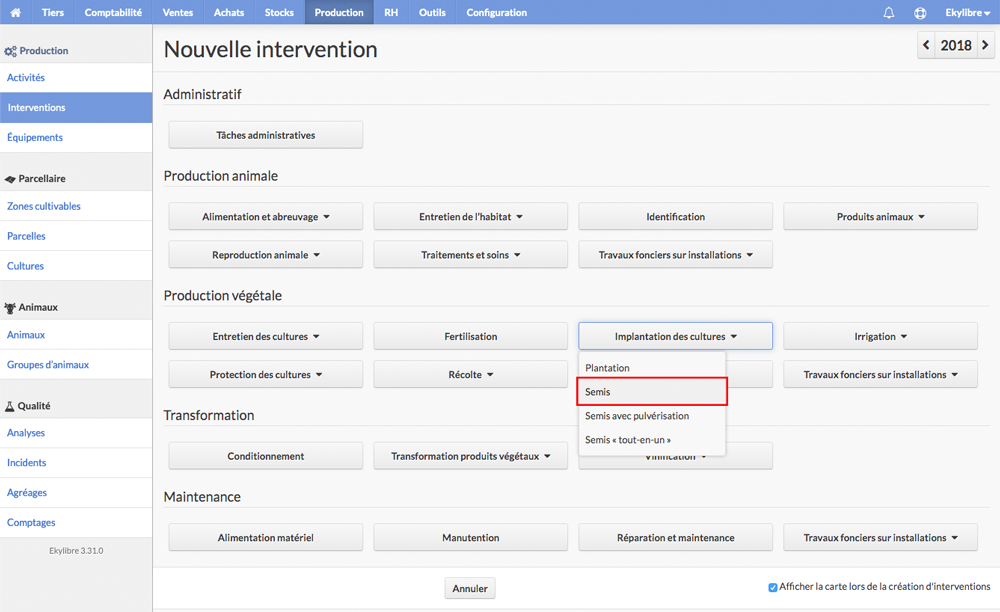 Tiers Comptabilité Ventes Achats Stocks Production RH Outils Configuration Ekylibre
Production
Activités
Interventions
Équipements
Parcellaire
Zones cultivables
Parcelles
Cultures
Animaux
Animaux
Groupes d'animaux
Qualité
Analyses
Incidents
Agréages
Comptages
Ekylibre 3.31.0
Nouvelle intervention
2018
Administratif
Tâches administratives
Production animale
Alimentation et abreuvage Entretien de l'habitat Identification Produits animaux
Reproduction animale Traitements et soins Travaux fonciers sur installations
Production végétale
Entretien des cultures Fertilisation Implantation des cultures Irrigation
Protection des cultures Récolte Travaux fonciers sur installations
Plantation
Semis
Semis avec pulvérisation
Semis « tout-en-un »
Transformation
Conditionnement Transformation produits végétaux Vinification
Maintenance
Alimentation matériel Manutention Réparation et maintenance Travaux fonciers sur installations
Annuler
Afficher la carte lors de la création d'interventions